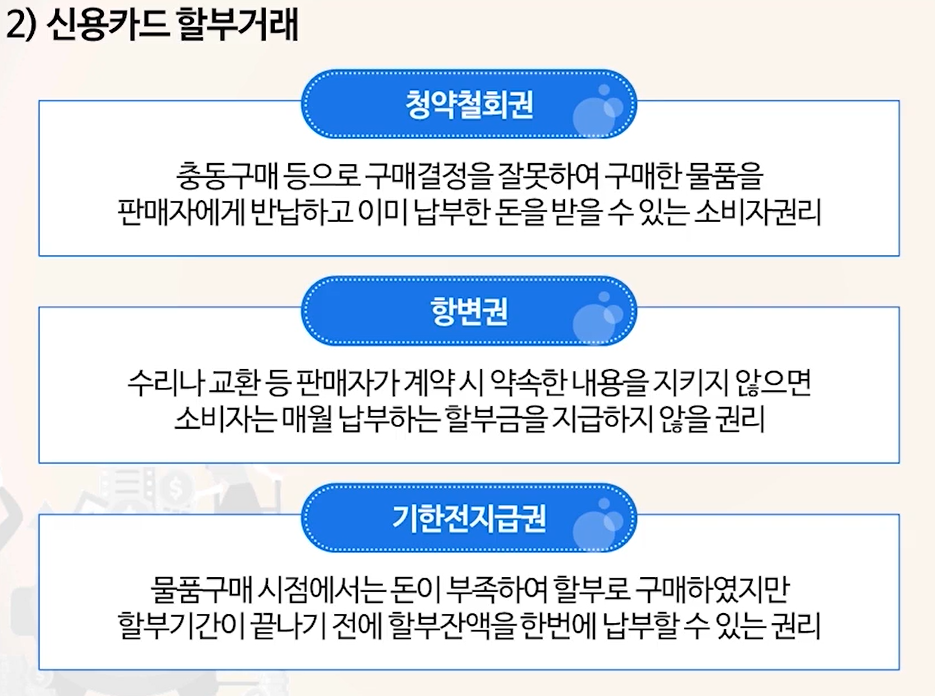 2) 신용카드 할부거래
청약철회권
충동구매 등으로 구매결정을 잘못하여 구매한 물품을
판매자에게 반납하고 이미 납부한 돈을 받을 수 있는 소비자권리
항변권
수리나 교환 등 판매자가 계약 시 약속한 내용을 지키지 않으면
소비자는 매월 납부하는 할부금을 지급하지 않을 권리
기한전지급권
물품구매 시점에서는 돈이 부족하여 할부로 구매하였지만
할부기간이 끝나기 전에 할부잔액을 한번에 납부할 수 있는 권리